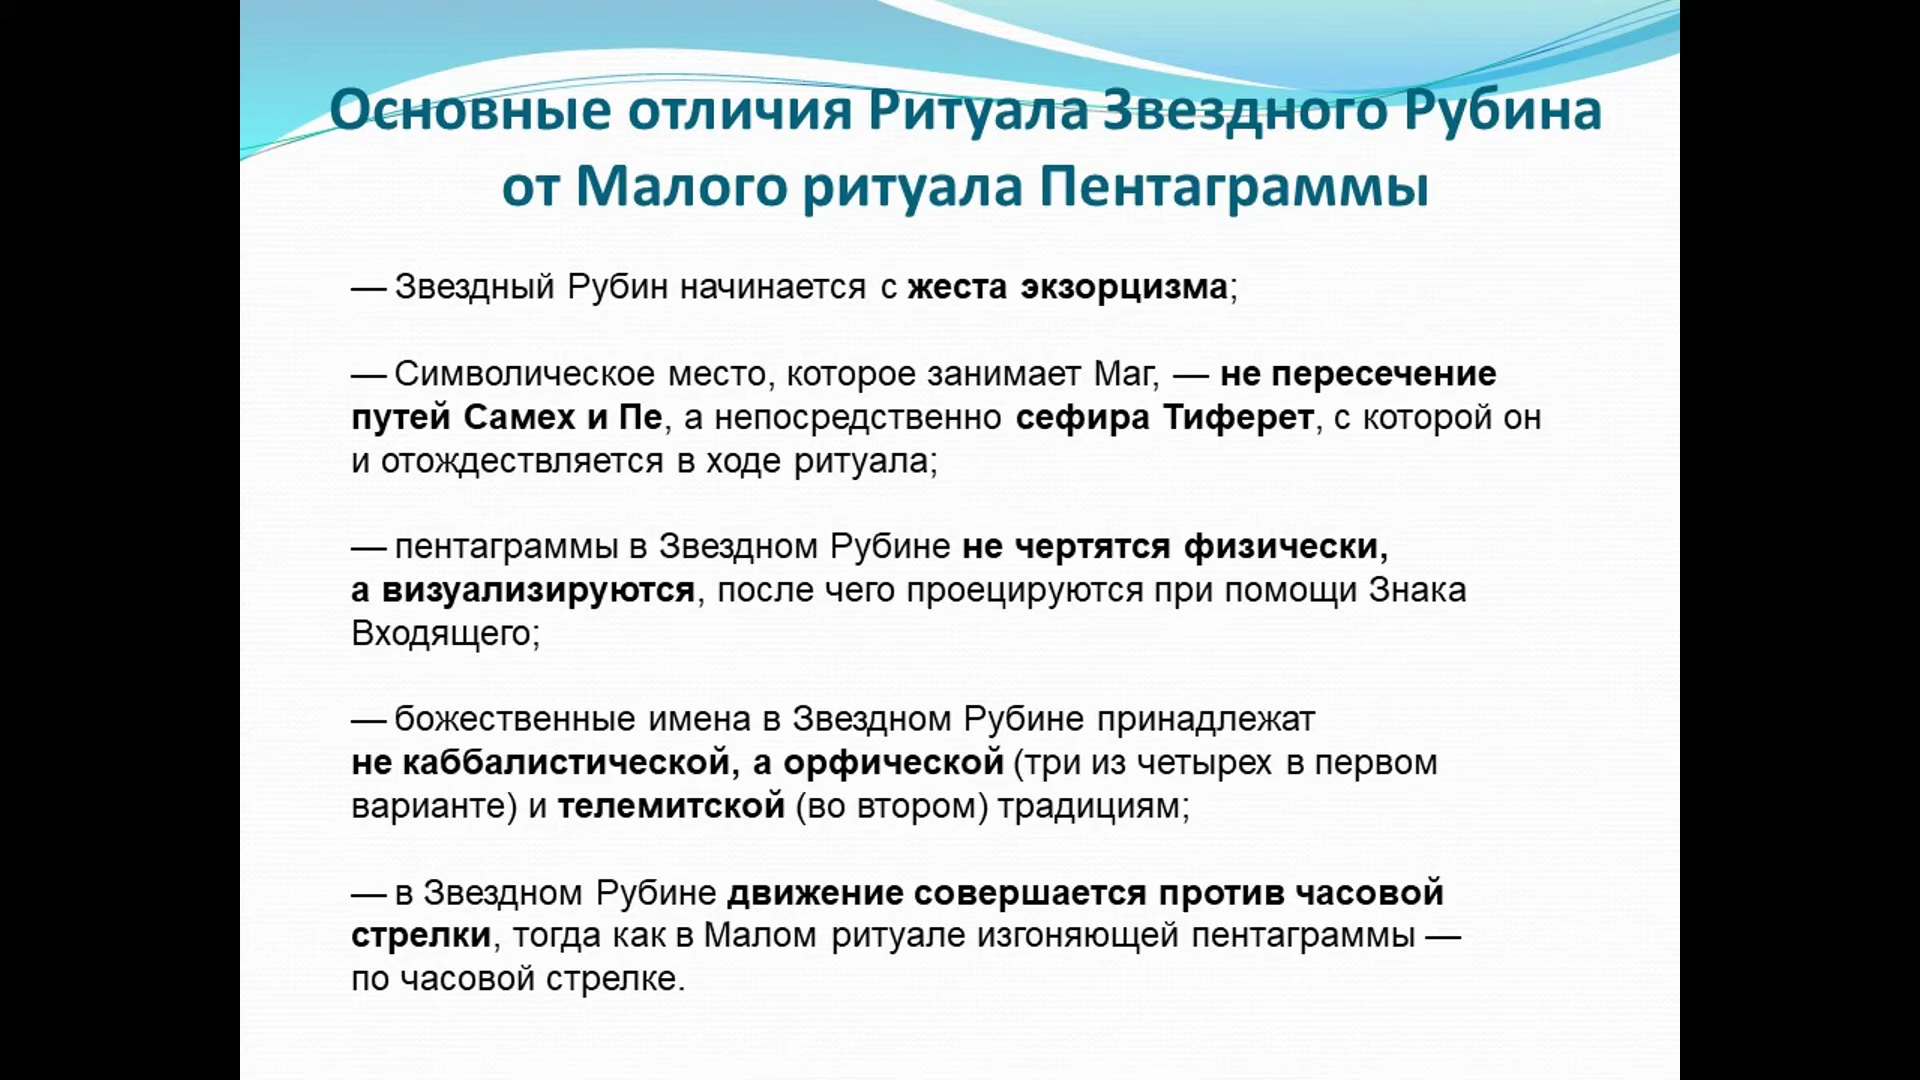 Основные отличия Ритуала Звездного Рубина
от Малого ритуала Пентаграммы
— Звездный Рубин начинается с жеста экзорцизма;
— Символическое место, которое занимает Маг, — не пересечение
путей Самех и Пе, а непосредственно сефира Тиферет, с которой он
и отождествляется в ходе ритуала;
— пентаграммы в Звездном Рубине не чертятся физически,
а визуализируются, после чего проецируются при помощи Знака
Входящего;
— божественные имена в Звездном Рубине принадлежат
не каббалистической, а орфической (три из четырех в первом
варианте) и телемитской (во втором) традициям;
— в Звездном Рубине движение совершается против часовой
стрелки, тогда как в Малом ритуале изгоняющей пентаграммы —
по часовой стрелке.